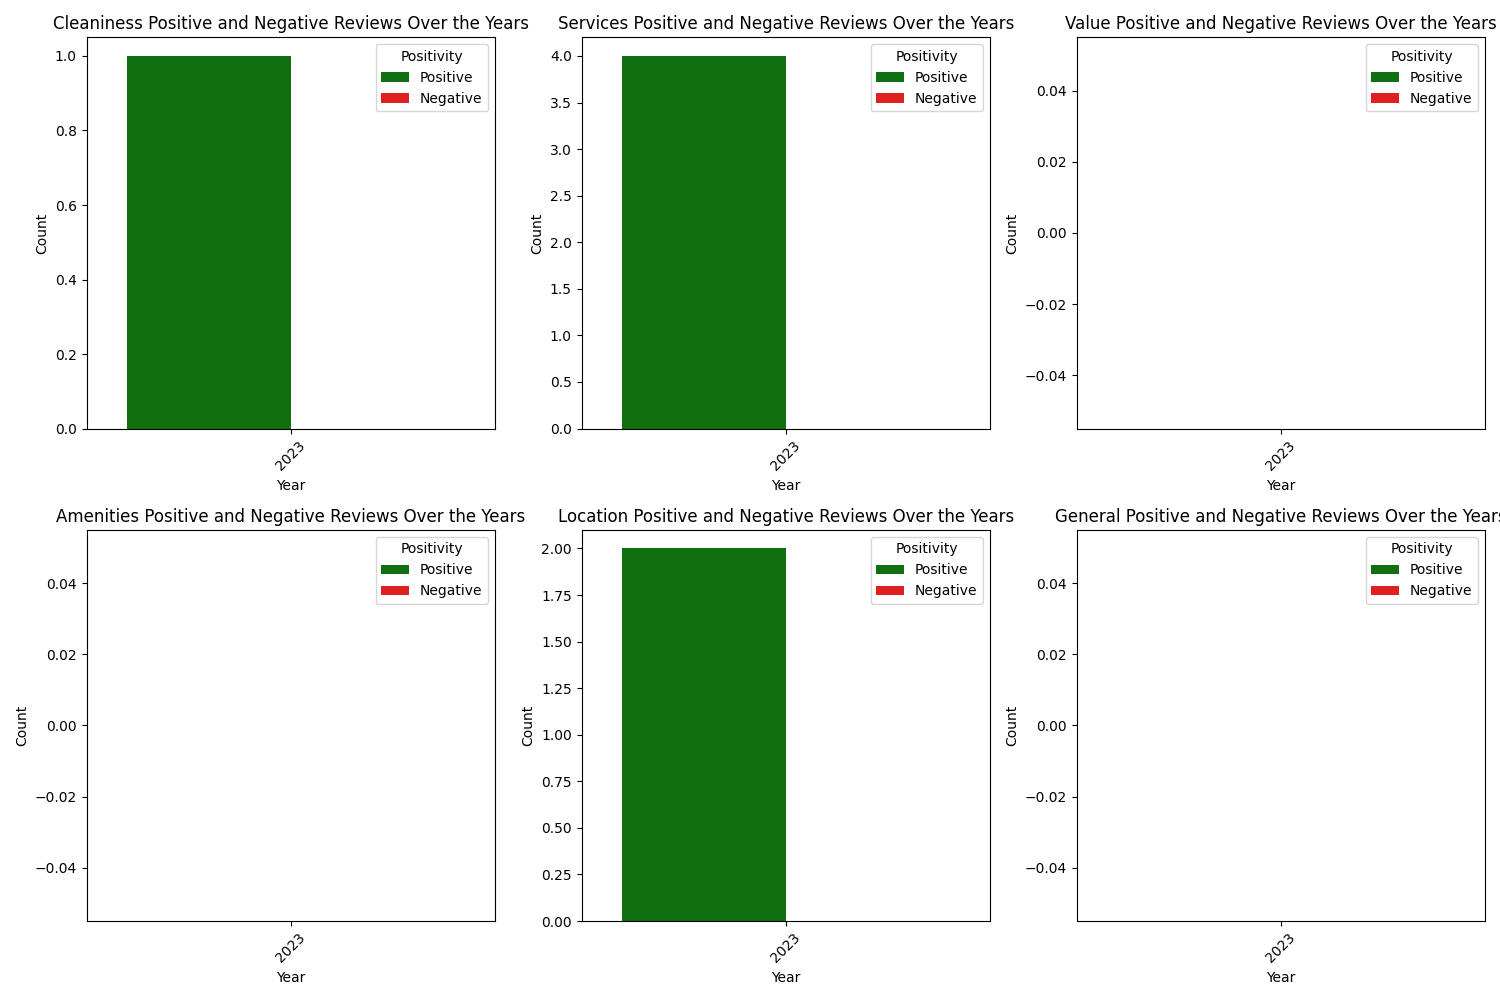 Cleaniness Positive and Negative Reviews Over the Years
Positivity
Positive
Negative
1.0
0.8
0.6
0.4
0.2
0.0
Count
2023
Year
Services Positive and Negative Reviews Over the Years
Positivity
Positive
Negative
4.0
3.5
3.0
2.5
2.0
1.5
1.0
0.5
0.0
Count
2023
Year
Value Positive and Negative Reviews Over the Years
Positivity
Positive
Negative
0.04
0.02
0.00
−0.02
−0.04
Count
2023
Year
Amenities Positive and Negative Reviews Over the Years
Positivity
Positive
Negative
0.04
0.02
0.00
−0.02
−0.04
Count
2023
Year
Location Positive and Negative Reviews Over the Years
Positivity
Positive
Negative
2.00
1.75
1.50
1.25
1.00
0.75
0.50
0.25
0.00
Count
2023
Year
General Positive and Negative Reviews Over the Years
Positivity
Positive
Negative
0.04
0.02
0.00
−0.02
−0.04
Count
2023
Year